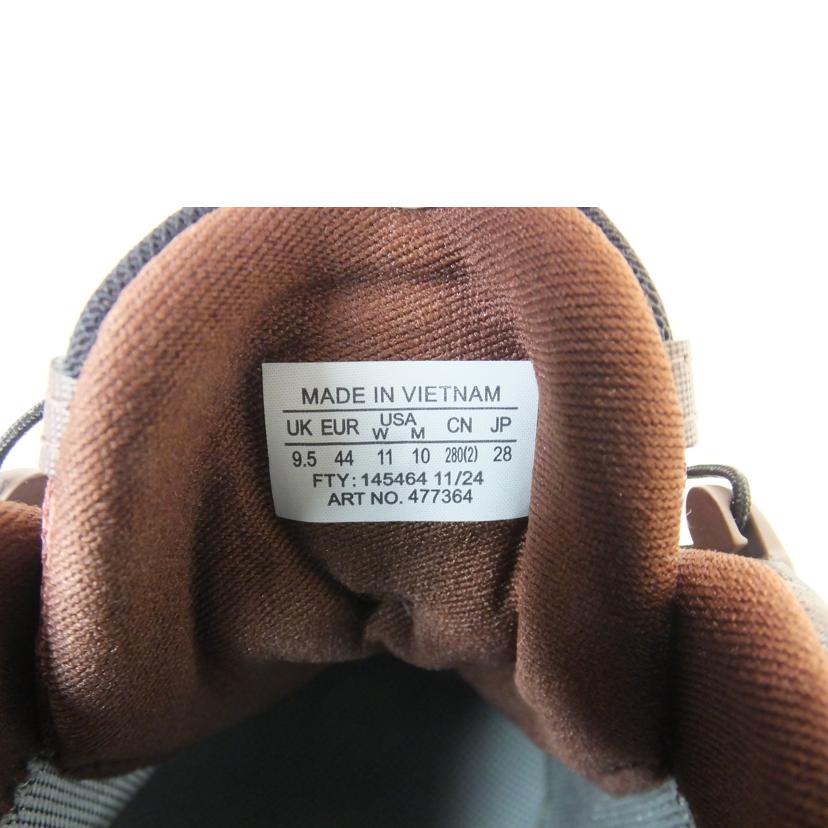 MADE IN VIETNAM
UK EUR USA W M CN JP
9.5 44 11 10 280(2) 28
FTY: 145464 11/24
ART NO. 477364